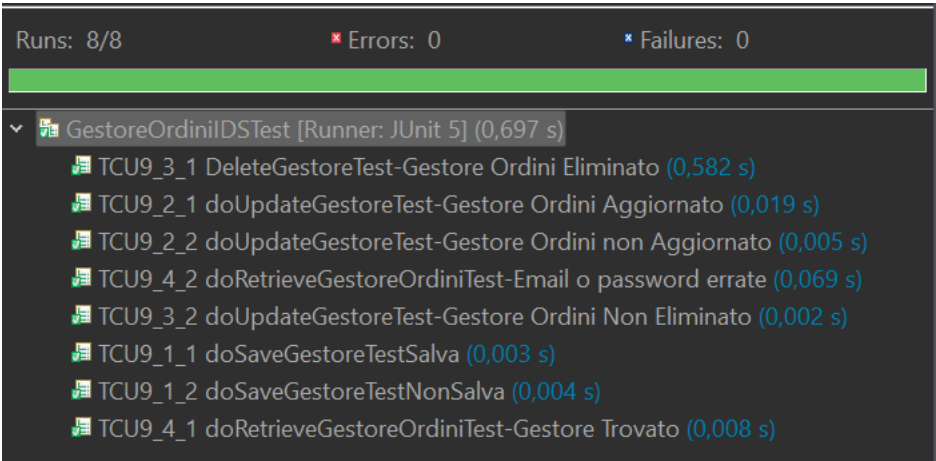 Runs: 8/8 Errors: 0 Failures: 0
GestoreOrdiniIDSTest [Runner: JUnit 5] (0,697 s)
TCU9_3_1 DeleteGestoreTest-Gestore Ordini Eliminato (0,582 s)
TCU9_2_1 doUpdateGestoreTest-Gestore Ordini Aggiornato (0,019 s)
TCU9_2_2 doUpdateGestoreTest-Gestore Ordini non Aggiornato (0,005 s)
TCU9_4_2 doRetrieveGestoreOrdiniTest-Email o password errate (0,069 s)
TCU9_3_2 doUpdateGestoreTest-Gestore Ordini Non Eliminato (0,002 s)
TCU9_1_1 doSaveGestoreTestSalva (0,003 s)
TCU9_1_2 doSaveGestoreTestNonSalva (0,004 s)
TCU9_4_1 doRetrieveGestoreOrdiniTest-Gestore Trovato (0,008 s)